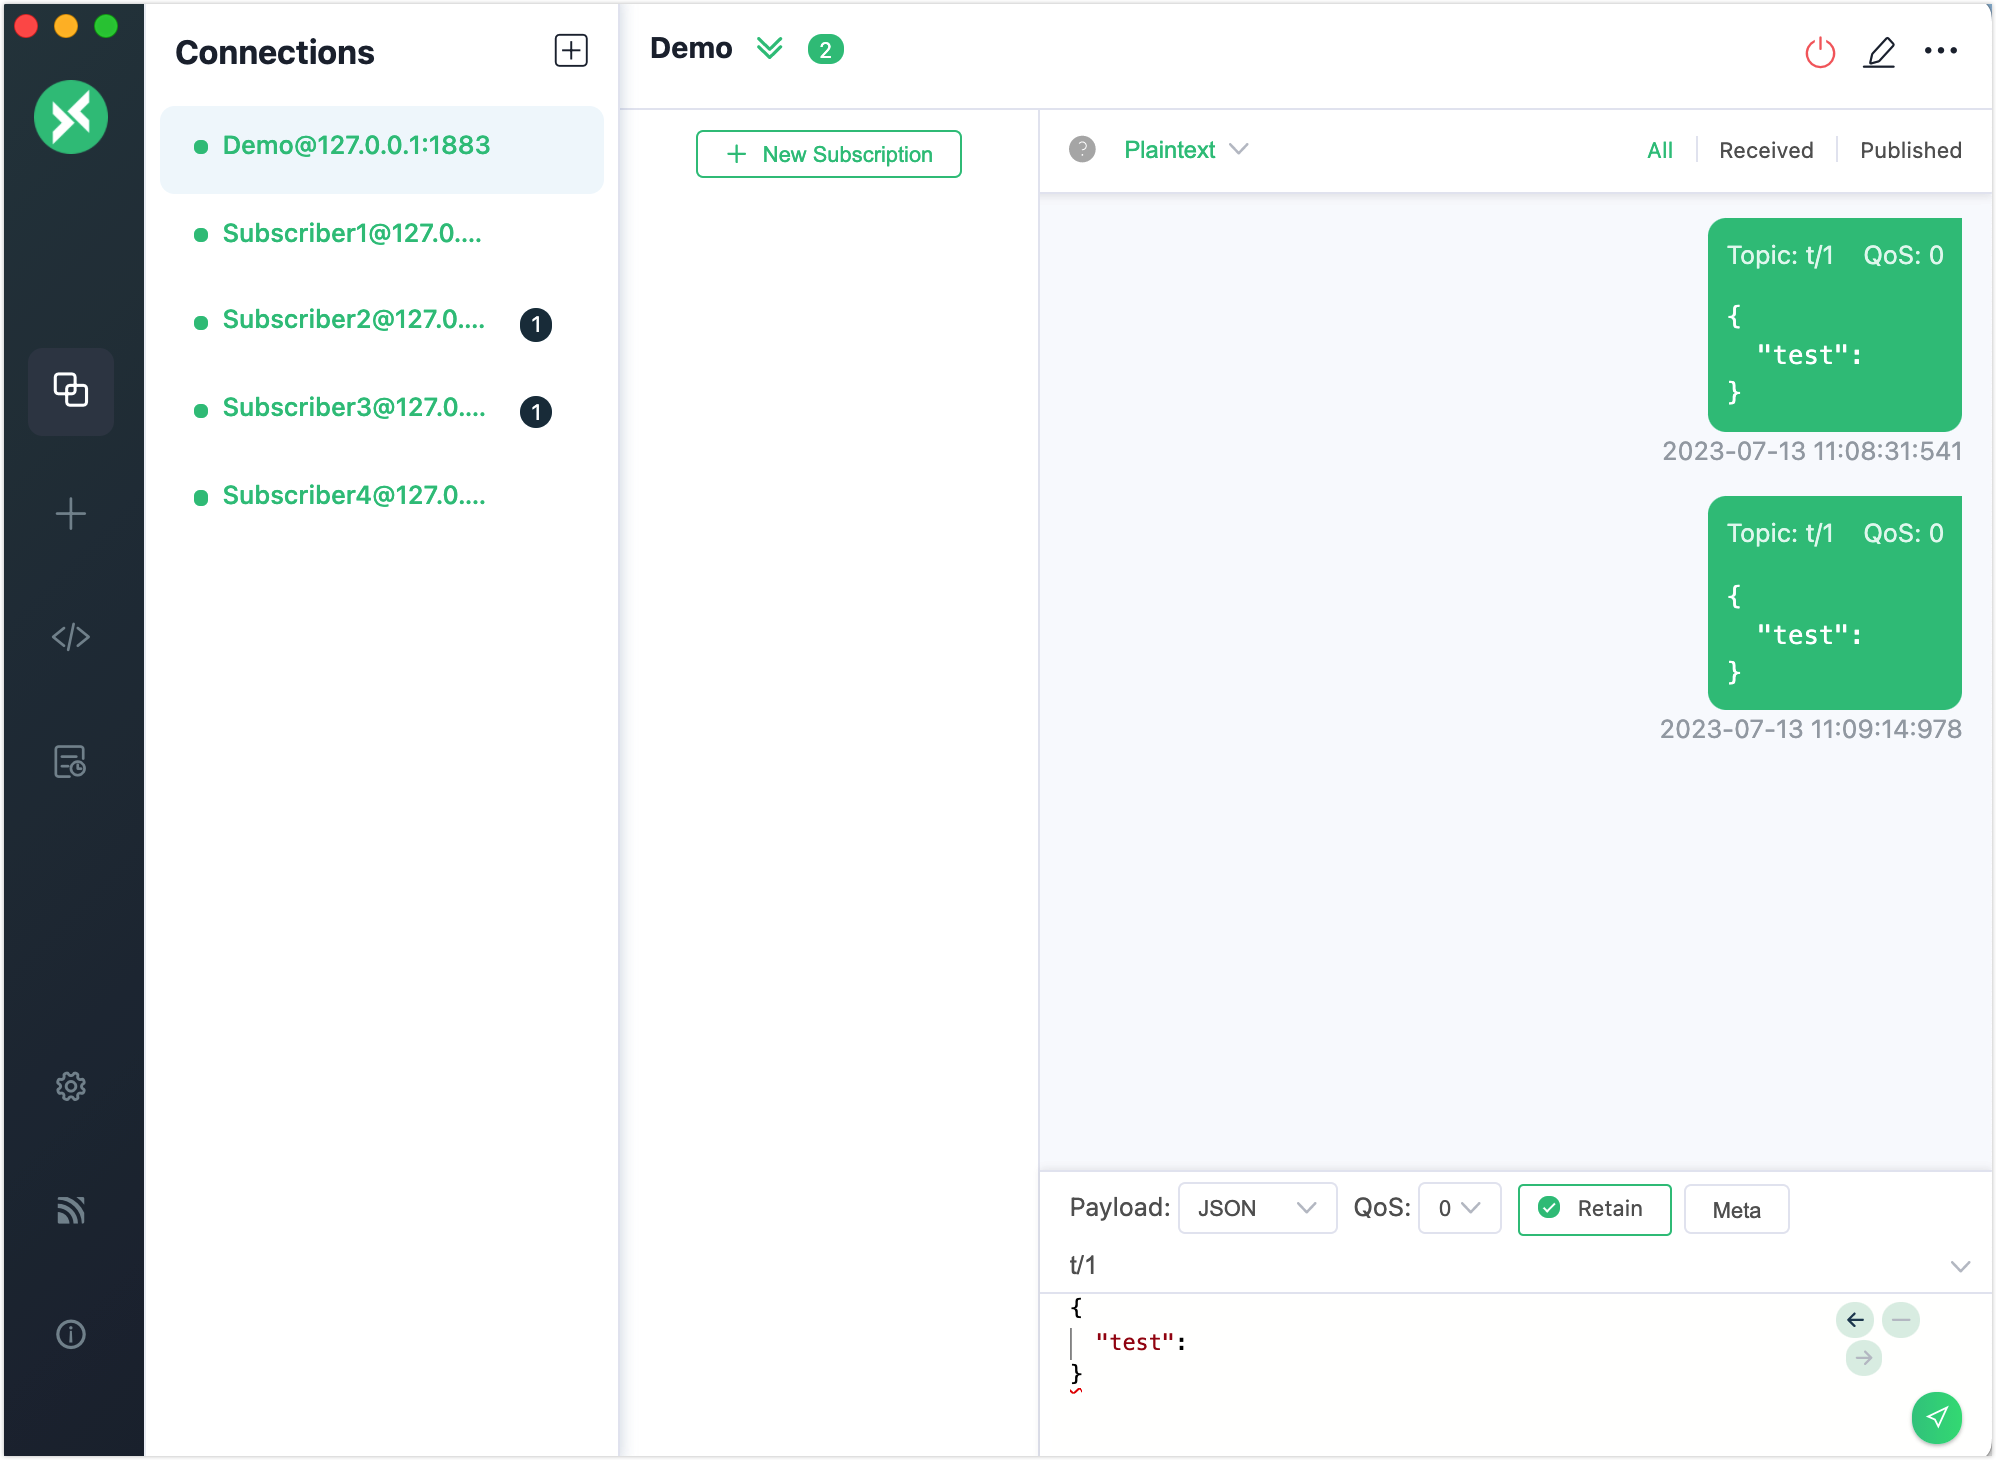 Connections
Demo@127.0.0.1:1883
Subscriber1@127.0....
Subscriber2@127.0.... 1
Subscriber3@127.0.... 1
Subscriber4@127.0....
Demo 2
+ New Subscription
? Plaintext
All Received Published
Topic: t/1 QoS: 0
{
"test":
}
2023-07-13 11:08:31:541
Topic: t/1 QoS: 0
{
"test":
}
2023-07-13 11:09:14:978
Payload: JSON QoS: 0 Retain Meta
t/1
{
"test":
}